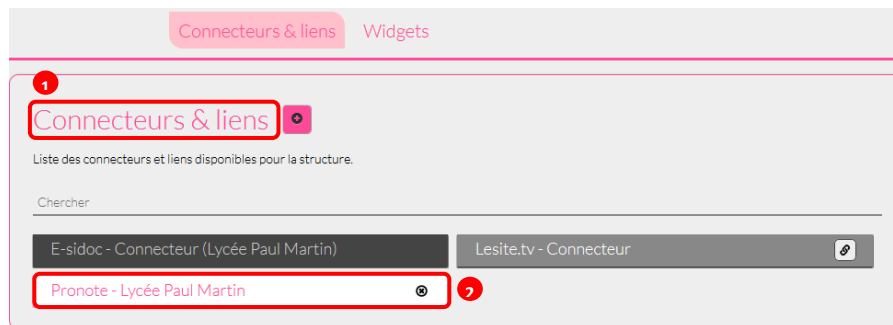 Connecteurs & liens Widgets
1
Connecteurs & liens
Liste des connecteurs et liens disponibles pour la structure.
Chercher
E-sidoc - Connecteur (Lycée Paul Martin) Lesite.tv - Connecteur
Pronote - Lycée Paul Martin 2